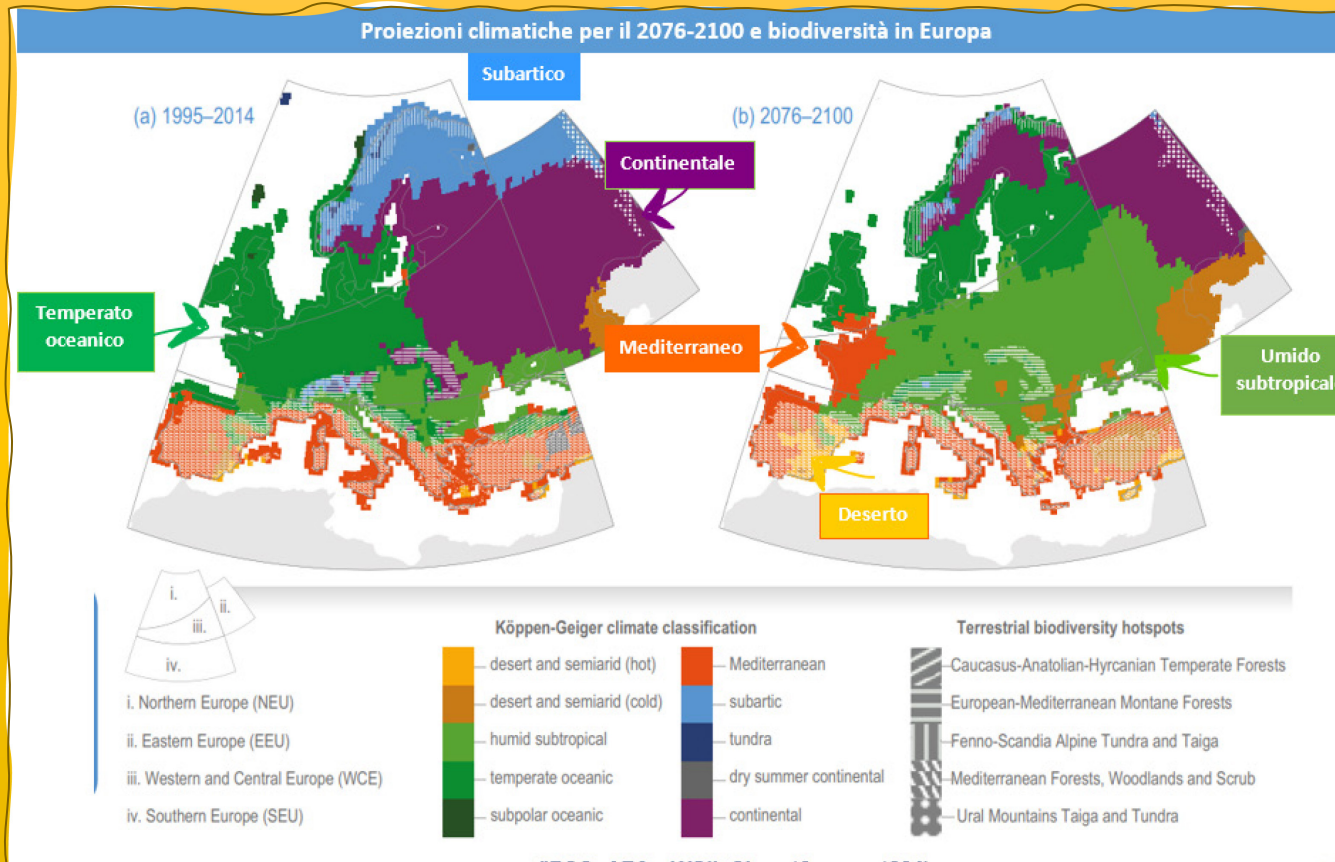 Proiezioni climatiche per il 2076-2100 e biodiversità in Europa
Subartico
(a) 1995–2014
(b) 2076–2100
Continentale
Temperato
oceanico
Mediterraneo
Umido
subtropical
Deserto
i.
ii.
iii.
iv.
i. Northern Europe (NEU)
ii. Eastern Europe (EEU)
iii. Western and Central Europe (WCE)
iv. Southern Europe (SEU)
Köppen-Geiger climate classification
desert and semiarid (hot)
desert and semiarid (cold)
humid subtropical
temperate oceanic
subpolar oceanic
Mediterranean
subartic
tundra
dry summer continental
continental
Terrestrial biodiversity hotspots
Caucasus-Anatolian-Hyrcanian Temperate Forests
European-Mediterranean Montane Forests
Fenno-Scandia Alpine Tundra and Taiga
Mediterranean Forests, Woodlands and Scrub
Ural Mountains Taiga and Tundra